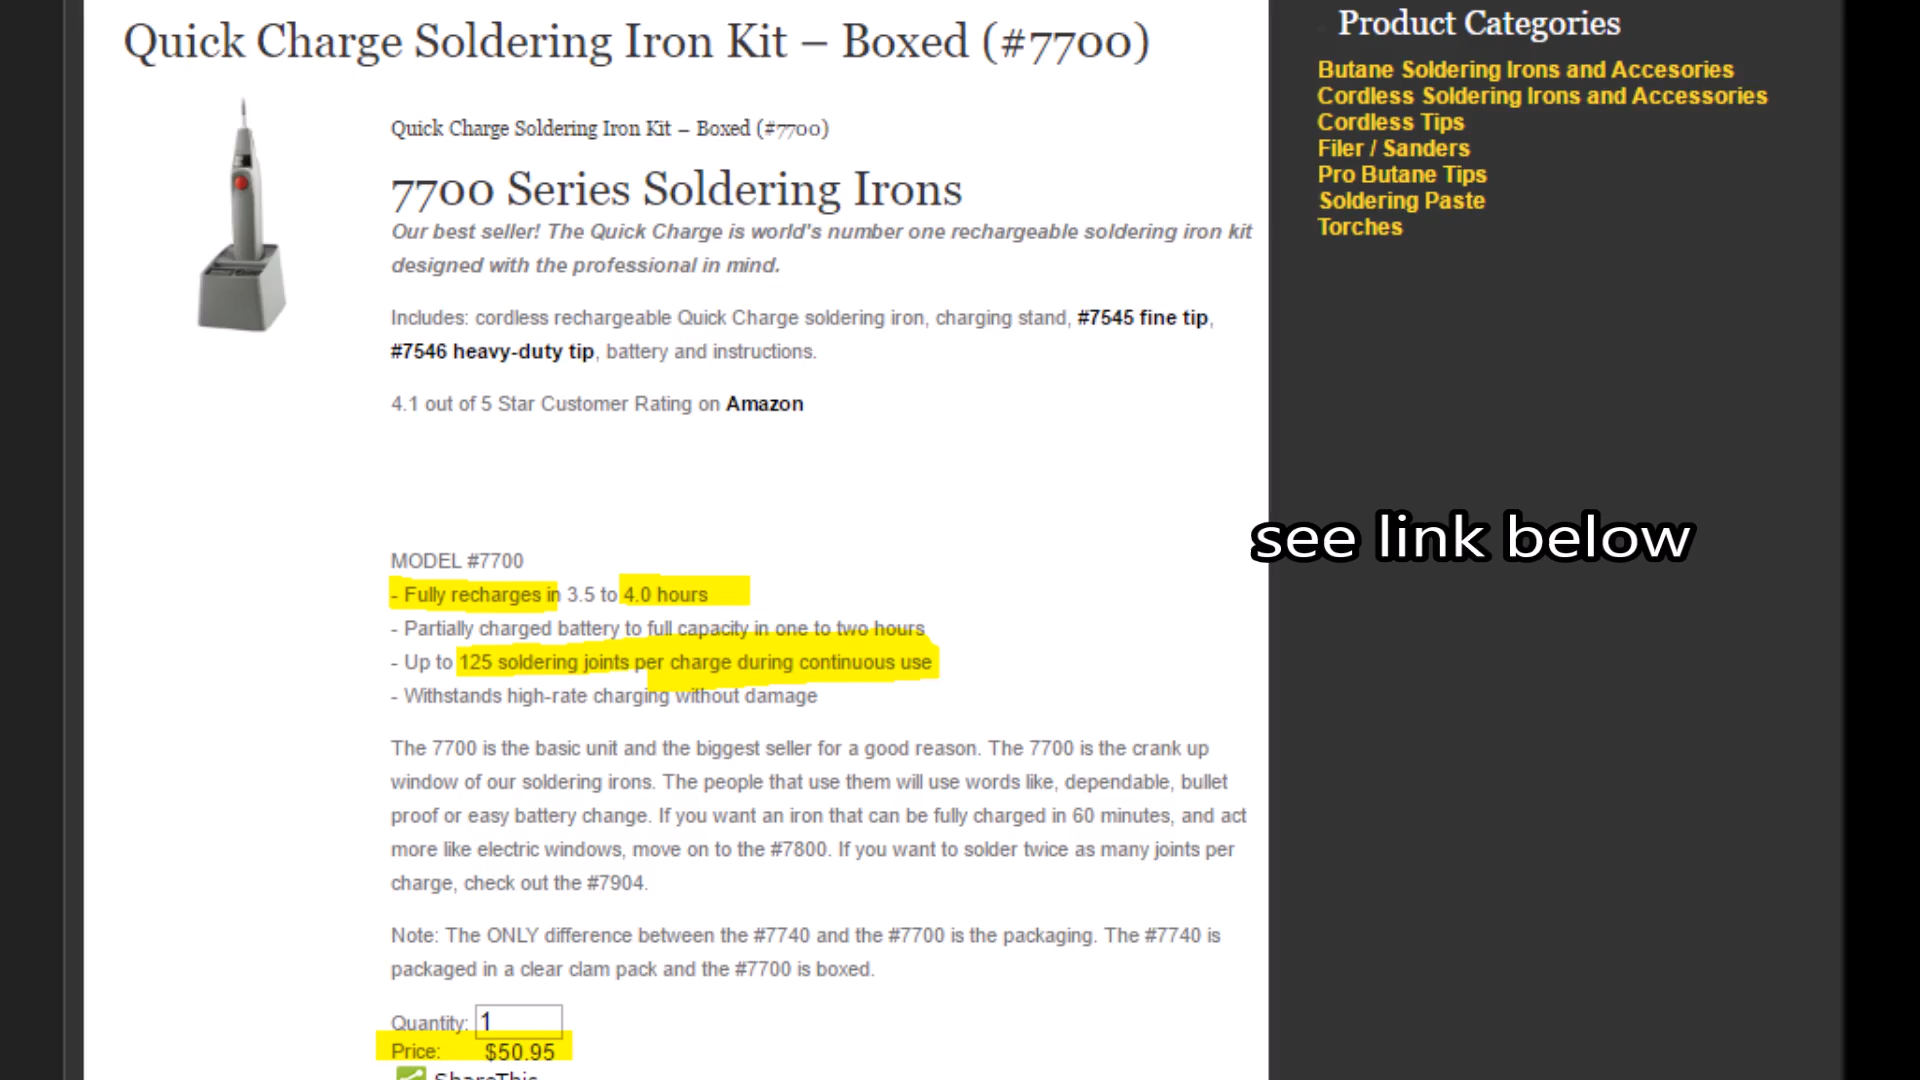 Quick Charge Soldering Iron Kit – Boxed (#7700)
Quick Charge Soldering Iron Kit – Boxed (#7700)
7700 Series Soldering Irons
Our best seller! The Quick Charge is world's number one rechargeable soldering iron kit
designed with the professional in mind.
Includes: cordless rechargeable Quick Charge soldering iron, charging stand, #7545 fine tip,
#7546 heavy-duty tip, battery and instructions.
4.1 out of 5 Star Customer Rating on Amazon
MODEL #7700
- Fully recharges in 3.5 to 4.0 hours
- Partially charged battery to full capacity in one to two hours
- Up to 125 soldering joints per charge during continuous use
- Withstands high-rate charging without damage
The 7700 is the basic unit and the biggest seller for a good reason. The 7700 is the crank up
window of our soldering irons. The people that use them will use words like, dependable, bullet
proof or easy battery change. If you want an iron that can be fully charged in 60 minutes, and act
more like electric windows, move on to the #7800. If you want to solder twice as many joints per
charge, check out the #7904.
Note: The ONLY difference between the #7740 and the #7700 is the packaging. The #7740 is
packaged in a clear clam pack and the #7700 is boxed.
Quantity: 1
Price: $50.95
ShareThis
Product Categories
Butane Soldering Irons and Accesories
Cordless Soldering Irons and Accessories
Cordless Tips
Filer / Sanders
Pro Butane Tips
Soldering Paste
Torches
see link below